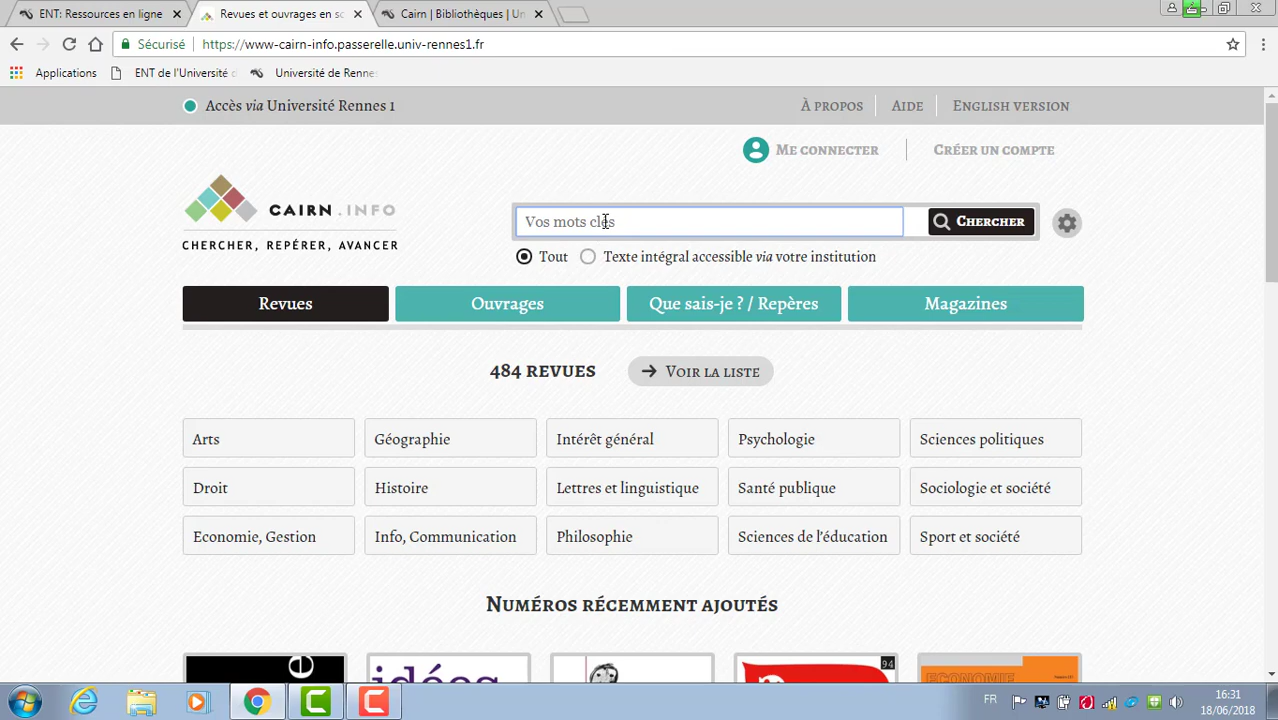 ENT: Ressources en ligne
Revues et ouvrages en s
Cairn | Bibliothèques | Un
Sécurisé
https://www-cairn-info.passerelle.univ-rennes1.fr
Applications
ENT de l'Université
Université de Renne
Accès via Université Rennes 1
À PROPOS
AIDE
ENGLISH VERSION
ME CONNECTER
CRÉER UN COMPTE
CAIRN.INFO
CHERCHER, REPÉRER, AVANCER
Vos mots clés
CHERCHER
Tout
Texte intégral accessible via votre institution
Revues
Ouvrages
Que sais-je ? / Repères
Magazines
484 REVUES
VOIR LA LISTE
Arts
Géographie
Intérêt général
Psychologie
Sciences politiques
Droit
Histoire
Lettres et linguistique
Santé publique
Sociologie et société
Economie, Gestion
Info, Communication
Philosophie
Sciences de l'éducation
Sport et société
NUMÉROS RÉCEMMENT AJOUTÉS
e
idées
94
ECONOMIE
FR
16:31
18/06/2018